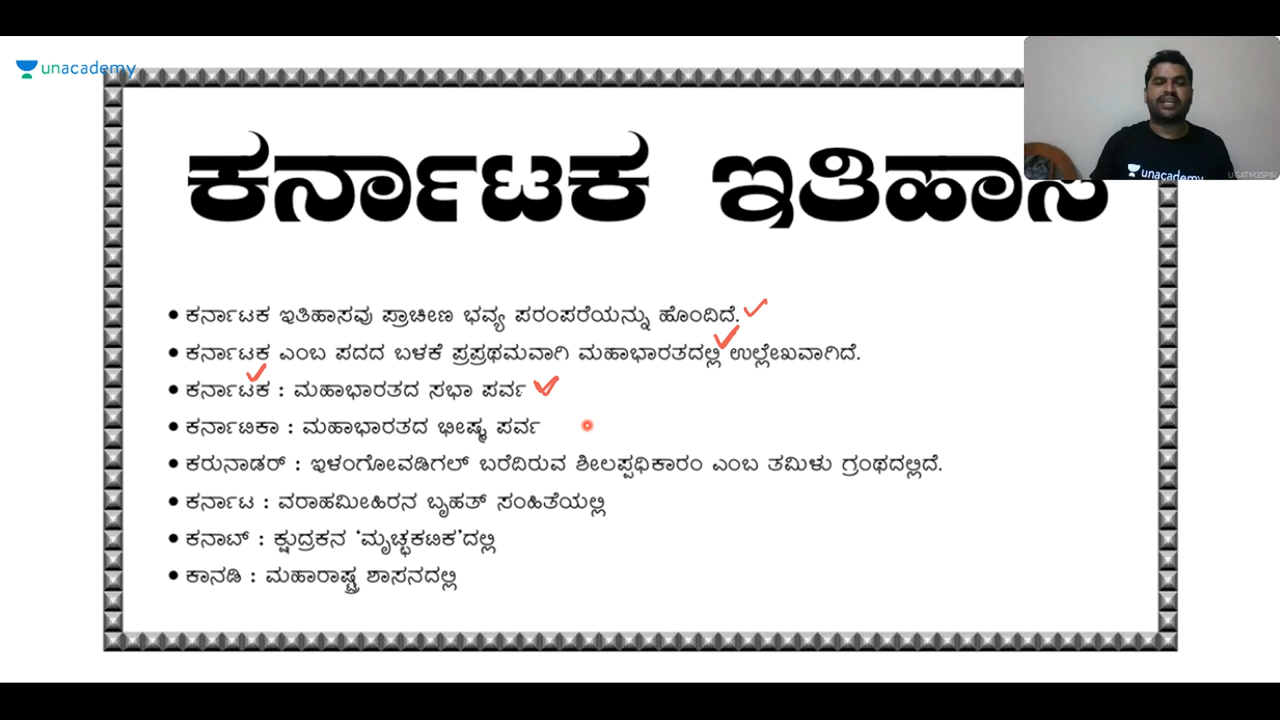 unacademy
ಕರ್ನಾಟಕ ಇತಿಹಾಸ
• ಕರ್ನಾಟಕ ಇತಿಹಾಸವು ಪ್ರಾಚೀಣ ಭವ್ಯ ಪರಂಪರೆಯನ್ನು ಹೊಂದಿದೆ.
• ಕರ್ನಾಟಕ ಎಂಬ ಪದದ ಬಳಕೆ ಪ್ರಪ್ರಥಮವಾಗಿ ಮಹಾಭಾರತದಲ್ಲಿ ಉಲ್ಲೇಖವಾಗಿದೆ.
• ಕರ್ನಾಟಕ : ಮಹಾಭಾರತದ ಸಭಾ ಪರ್ವ
• ಕರ್ನಾಟಿಕಾ : ಮಹಾಭಾರತದ ಭೀಷ್ಮ ಪರ್ವ
• ಕರುನಾಡರ್ : ಇಳಂಗೋವಡಿಗಲ್ ಬರೆದಿರುವ ಶೀಲಪ್ಪಧಿಕಾರಂ ಎಂಬ ತಮಿಳು ಗ್ರಂಥದಲ್ಲಿದೆ.
• ಕರ್ನಾಟ : ವರಾಹಮಿಹಿರನ ಬೃಹತ್ ಸಂಹಿತೆಯಲ್ಲಿ
• ಕನಾಟ್ : ಕ್ಷುದ್ರಕನ ‘ಮೃಚ್ಛಕಟಿಕ’ದಲ್ಲಿ
• ಕಾನಡಿ : ಮಹಾರಾಷ್ಟ್ರ ಶಾಸನದಲ್ಲಿ
unacademy